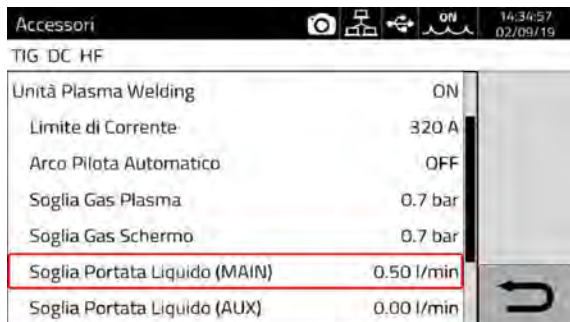 Accessori ON 14:34:57
02/09/19
TIG DC HF
Unità Plasma Welding ON
Limite di Corrente 320 A
Arco Pilota Automatico OFF
Soglia Gas Plasma 0.7 bar
Soglia Gas Schermo 0.7 bar
Soglia Portata Liquido (MAIN) 0.50 l/min
Soglia Portata Liquido (AUX) 0.00 l/min